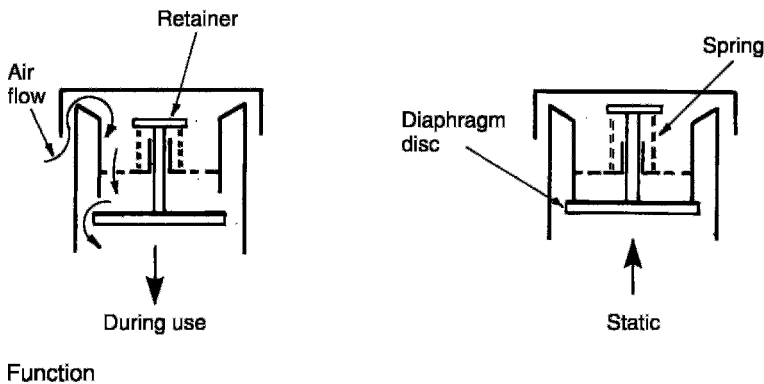 Retainer
Air
flow
During use
Spring
Diaphragm
disc
Static
Function